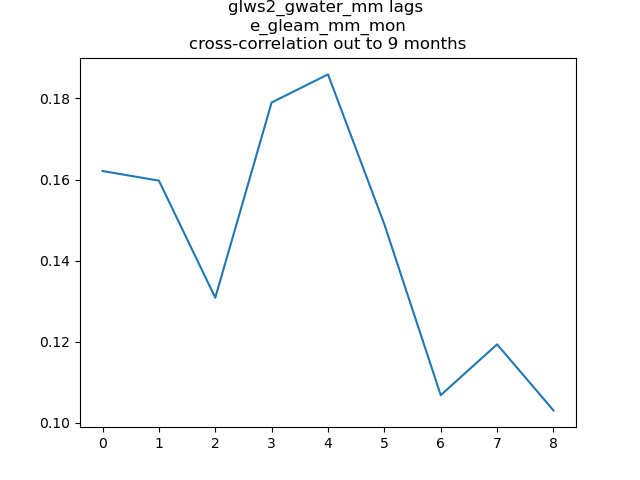 glws2_gwater_mm lags
e_gleam_mm_mon
cross-correlation out to 9 months
0.18
0.16
0.14
0.12
0.10
0 1 2 3 4 5 6 7 8